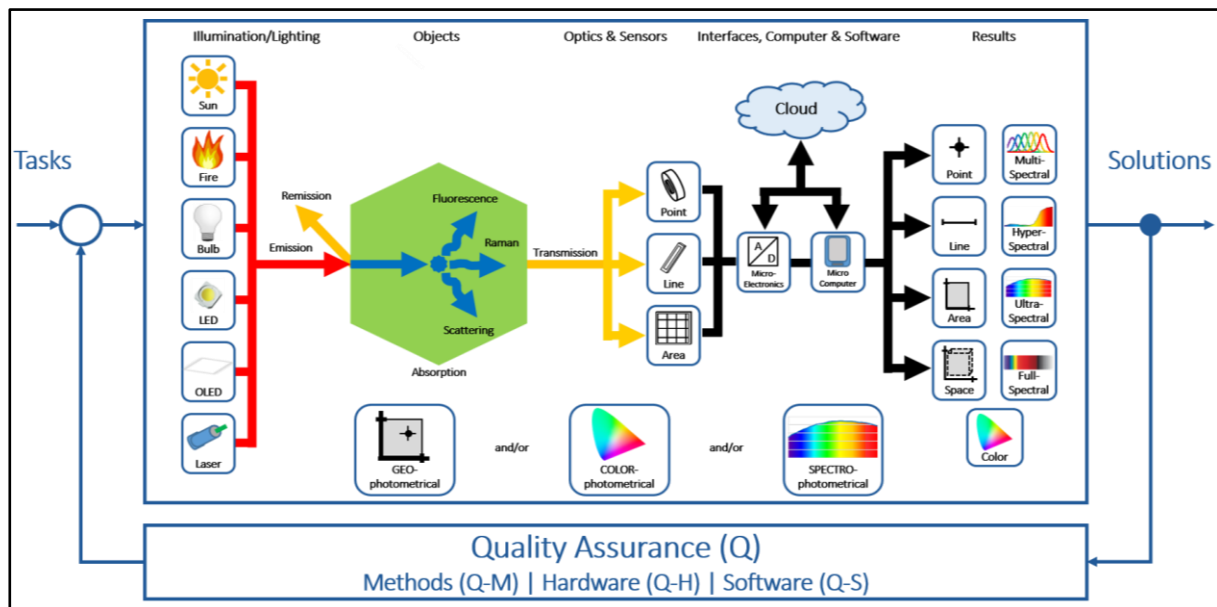 Illumination/Lighting
Objects
Optics & Sensors
Interfaces, Computer & Software
Results
Tasks
Solutions
Sun
Fire
Bulb
LED
OLED
Laser
Remission
Emission
Fluorescence
Raman
Scattering
Absorption
Transmission
Point
Line
Area
Cloud
A
D
Micro-
Electronics
Micro
Computer
Point
Line
Area
Space
Multi-
Spectral
Hyper-
Spectral
Ultra-
Spectral
Full-
Spectral
Color
GEO-
photometrical
and/or
COLOR-
photometrical
and/or
SPECTRO-
photometrical
Quality Assurance (Q)
Methods (Q-M) | Hardware (Q-H) | Software (Q-S)